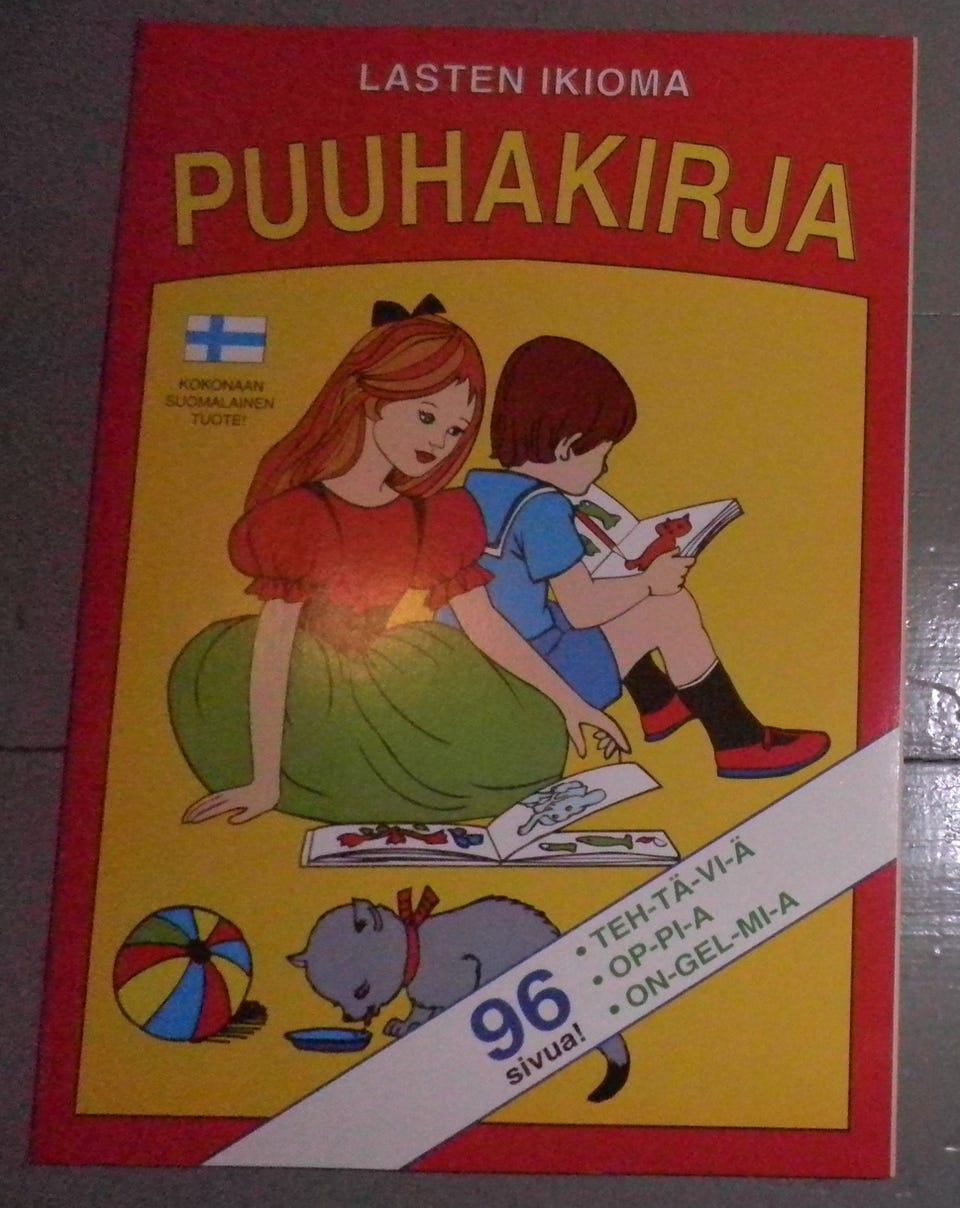 LASTEN IKIOMA
PUUHAKIRJA
KOKONAAN
SUOMALAINEN
TUOTE!
96
sivua!
• TEH-TÄ-VI-Ä
• OP-PI-A
• ON-GEL-MI-A